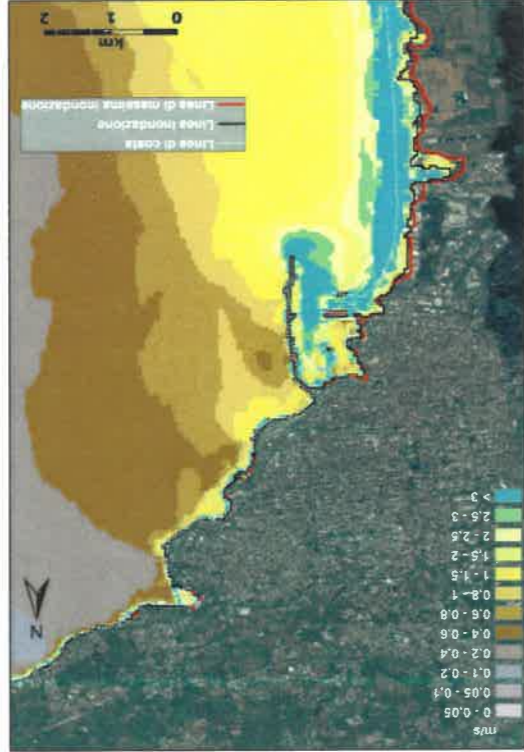 m/s
0 - 0,05
0.05 - 0,1
0.1 - 0.2
0.2 - 0.4
0.4 - 0.6
0.6 - 0.8
0.8 - 1
1 - 1.5
1,5 - 2
2 - 2,5
2.5 - 3
> 3
N
Linea di costa
Linea inondazione
Linea di massima inondazione
0 1 2
km